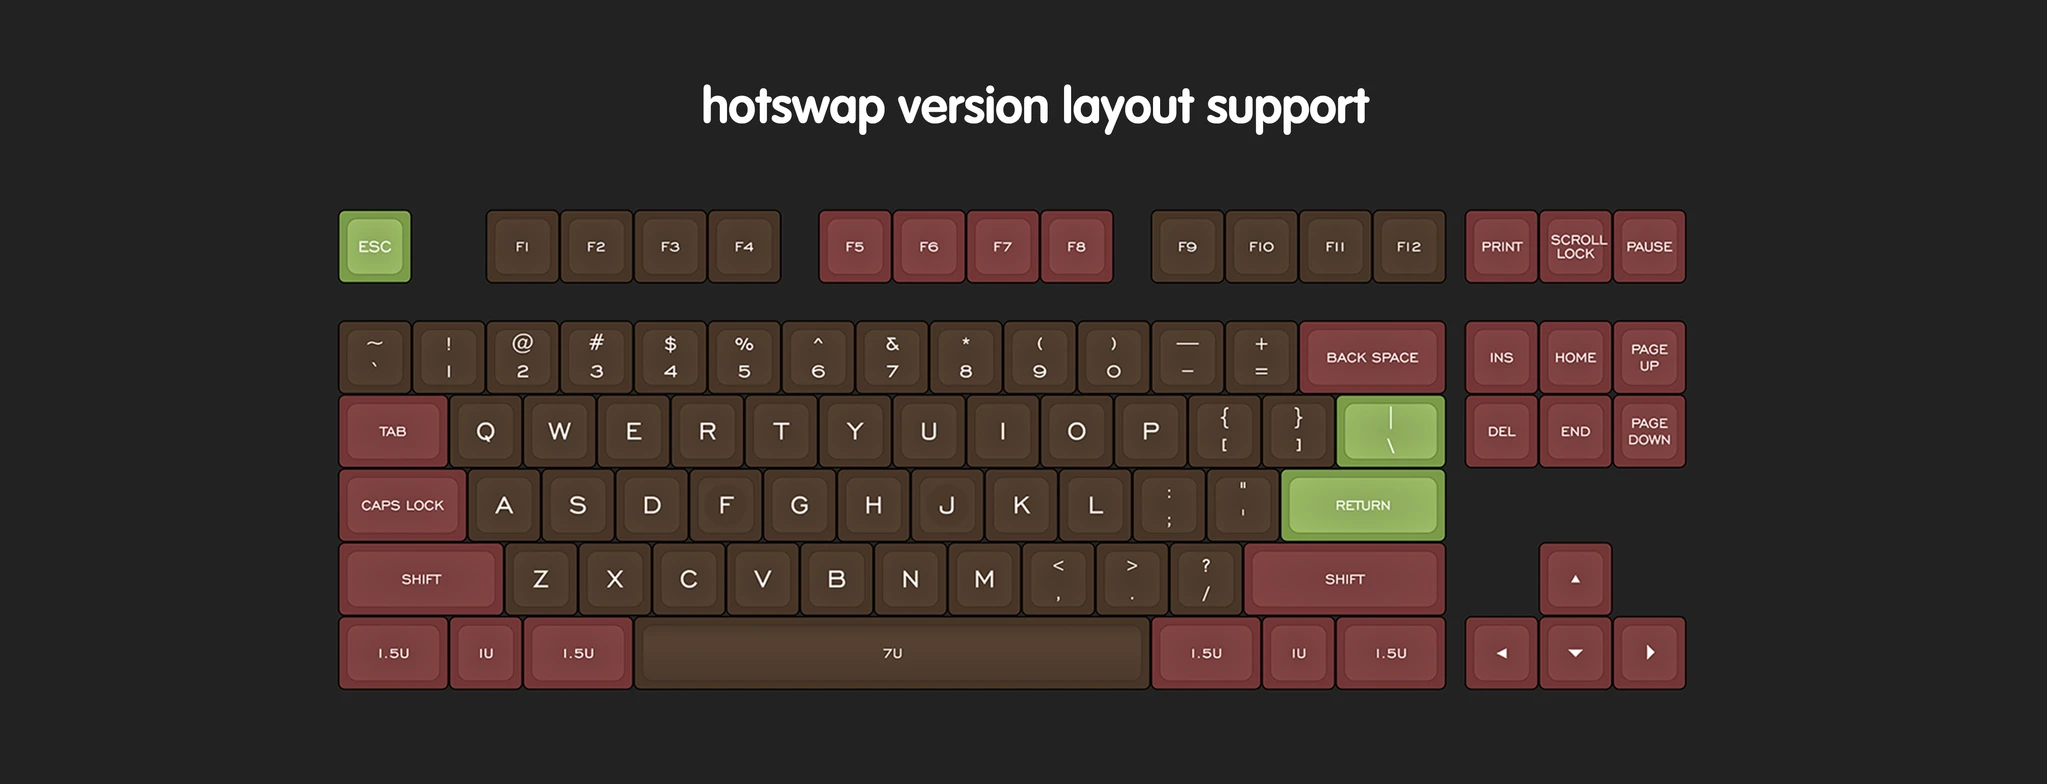 hotswap version layout support
ESC F1 F2 F3 F4 F5 F6 F7 F8 F9 F10 F11 F12 PRINT SCROLL LOCK PAUSE
~ ! @ # $ % ^ & * ( ) — + BACK SPACE INS HOME PAGE UP
` 1 2 3 4 5 6 7 8 9 0 – =
TAB Q W E R T Y U I O P { } | DEL END PAGE DOWN
[ ] \
CAPS LOCK A S D F G H J K L : " RETURN
; '
SHIFT Z X C V B N M < > ? SHIFT ▲
, . /
1.5U 1U 1.5U 7U 1.5U 1U 1.5U ◀ ▼ ▶